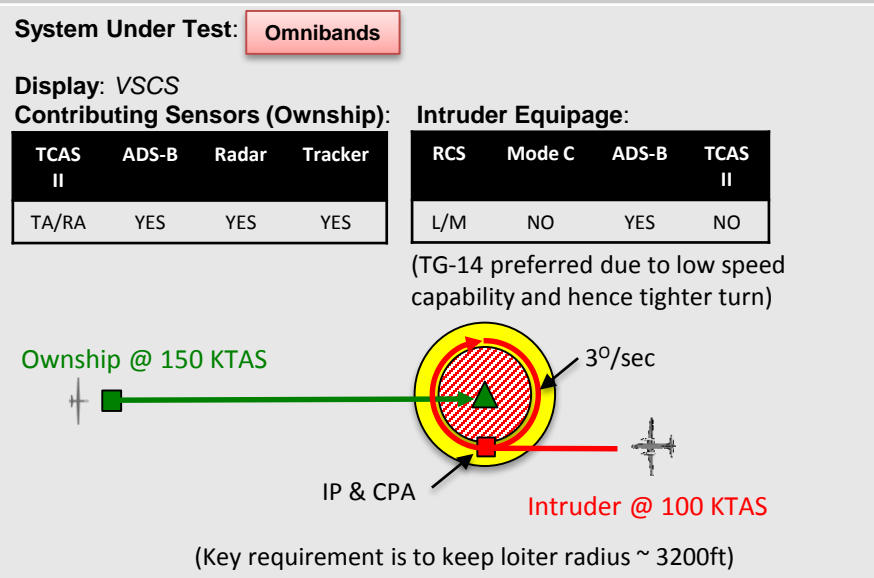 System Under Test: Omnibands
Display: VSCS
Contributing Sensors (Ownship): Intruder Equipage:
TCAS II ADS-B Radar Tracker
TA/RA YES YES YES
RCS Mode C ADS-B TCAS II
L/M NO YES NO
(TG-14 preferred due to low speed
capability and hence tighter turn)
Ownship @ 150 KTAS
3⁰/sec
IP & CPA
Intruder @ 100 KTAS
(Key requirement is to keep loiter radius ~ 3200ft)